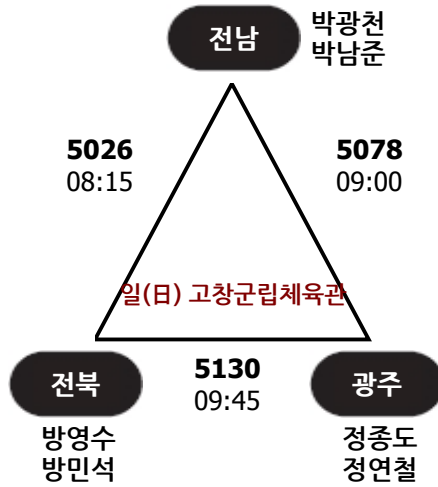 전남
박광천
박남준
5026
08:15
5078
09:00
일(日) 고창군립체육관
전북
5130
09:45
광주
방영수
방민석
정종도
정연철